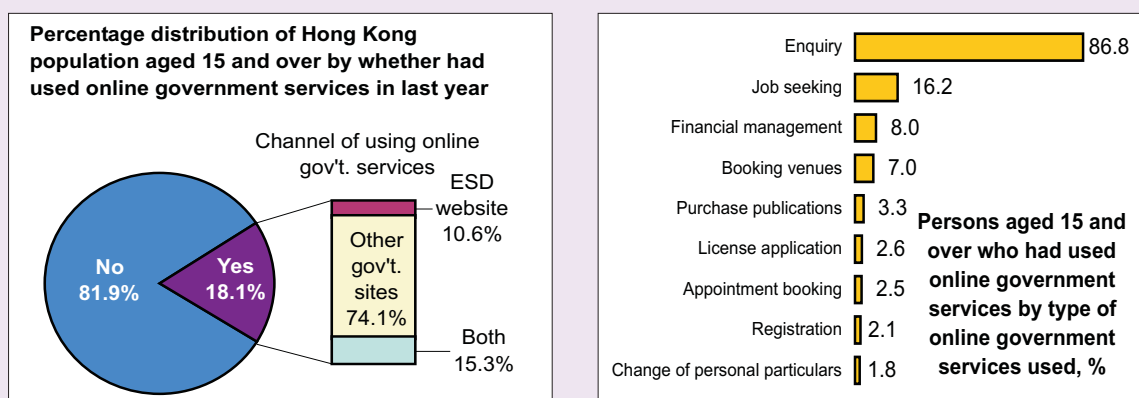 Percentage distribution of Hong Kong
population aged 15 and over by whether had
used online government services in last year
Channel of using online
gov't. services
No
81.9%
Yes
18.1%
ESD
website
10.6%
Other
gov't.
sites
74.1%
Both
15.3%
Enquiry 86.8
Job seeking 16.2
Financial management 8.0
Booking venues 7.0
Purchase publications 3.3
License application 2.6
Appointment booking 2.5
Registration 2.1
Change of personal particulars 1.8
Persons aged 15 and
over who had used
online government
services by type of
online government
services used, %